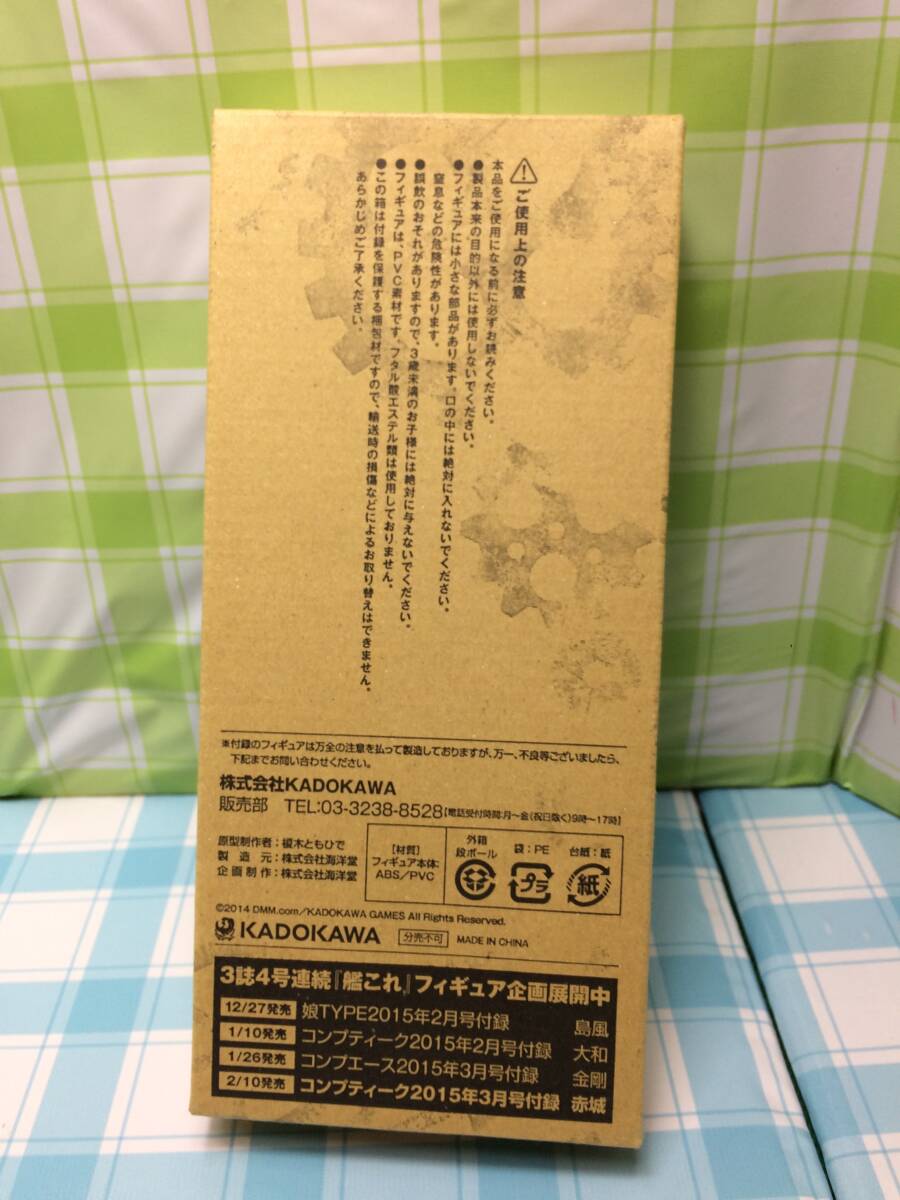 ご使用上の注意
本品をご使用になる前に必ずお読みください。
●製品本来の目的以外には使用しないでください。
●フィギュアには小さな部品があります。口の中には絶対に入れないでください。
窒息などの危険性があります。
●誤飲のおそれがありますので、3歳未満のお子様には絶対に与えないでください。
●フィギュアは、PVC素材です。フタル酸エステル類は使用しておりません。
●この箱は付録を保護する梱包材ですので、輸送時の損傷などによるお取り替えはできません。
あらかじめご了承ください。
※付録のフィギュアは万全の注意を払って製造しておりますが、万一、不良等ございましたら、
下記までお問い合わせください。
株式会社KADOKAWA
販売部 TEL:03-3238-8528【電話受付時間:月〜金(祝日除く)9時〜17時】
原型制作者:榎木ともひで
製造元:株式会社海洋堂
企画制作:株式会社海洋堂
【材質】
フィギュア本体:
ABS/PVC
外箱
段ボール
袋:PE
プラ
台紙:紙
紙
©2014 DMM.com/KADOKAWA GAMES All Rights Reserved.
KADOKAWA 分売不可 MADE IN CHINA
3誌4号連続『艦これ』フィギュア企画展開中
12/27発売 娘TYPE2015年2月号付録 島風
1/10発売 コンプティーク2015年2月号付録 大和
1/26発売 コンプエース2015年3月号付録 金剛
2/10発売 コンプティーク2015年3月号付録 赤城